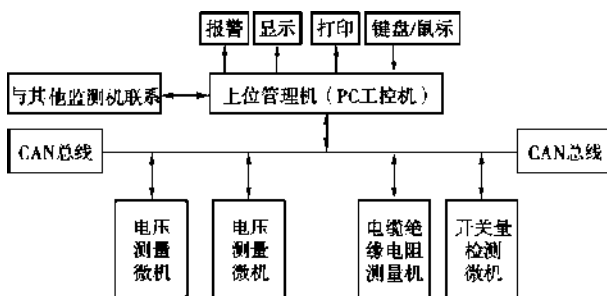 报警 显示 打印 键盘/鼠标
与其他监测机联系 上位管理机（PC工控机）
CAN总线 CAN总线
电压 电压 电缆绝 开关量
测量 测量 缘电阻 检测
微机 微机 测量机 微机